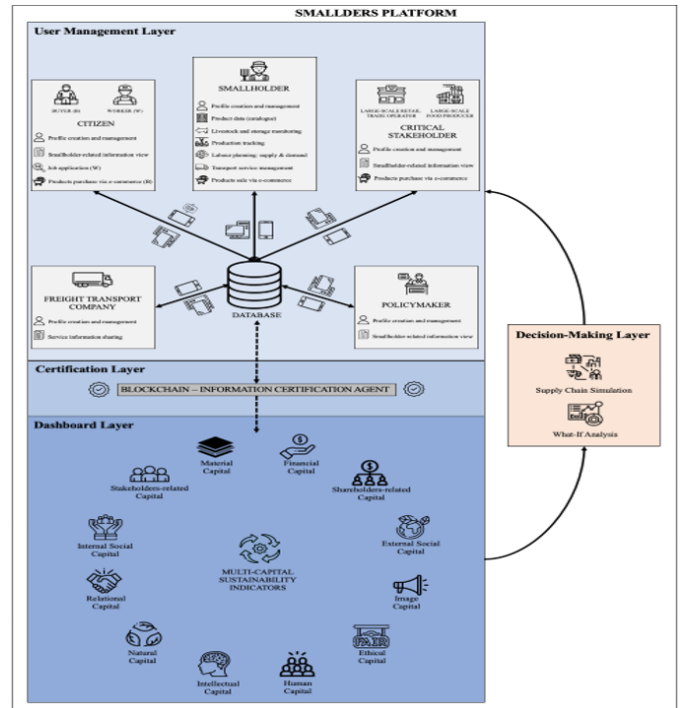 SMALLDERS PLATFORM
User Management Layer
BUYER (B)
WORKER (W)
CITIZEN
Profile creation and management
Smallholder-related information view
Job application (W)
Products purchase via e-commerce (B)
SMALLHOLDER
Profile creation and management
Product data (catalogue)
Livestock and storage monitoring
Production tracking
Labour planning: supply & demand
Transport service management
Products sale via e-commerce
LARGE-SCALE RETAIL
TRADE OPERATOR
LARGE-SCALE
FOOD PRODUCER
CRITICAL
STAKEHOLDER
Profile creation and management
Smallholder-related information view
Products purchase via e-commerce
FREIGHT TRANSPORT
COMPANY
Profile creation and management
Service information sharing
DATABASE
POLICYMAKER
Profile creation and management
Smallholder-related information view
Certification Layer
BLOCKCHAIN – INFORMATION CERTIFICATION AGENT
Dashboard Layer
Material
Capital
Financial
Capital
Stakeholders-related
Capital
Shareholders-related
Capital
Internal Social
Capital
External Social
Capital
MULTI-CAPITAL
SUSTAINABILITY
INDICATORS
Relational
Capital
Image
Capital
Natural
Capital
FAIR
Ethical
Capital
Intellectual
Capital
Human
Capital
Decision-Making Layer
Supply Chain Simulation
What-If Analysis